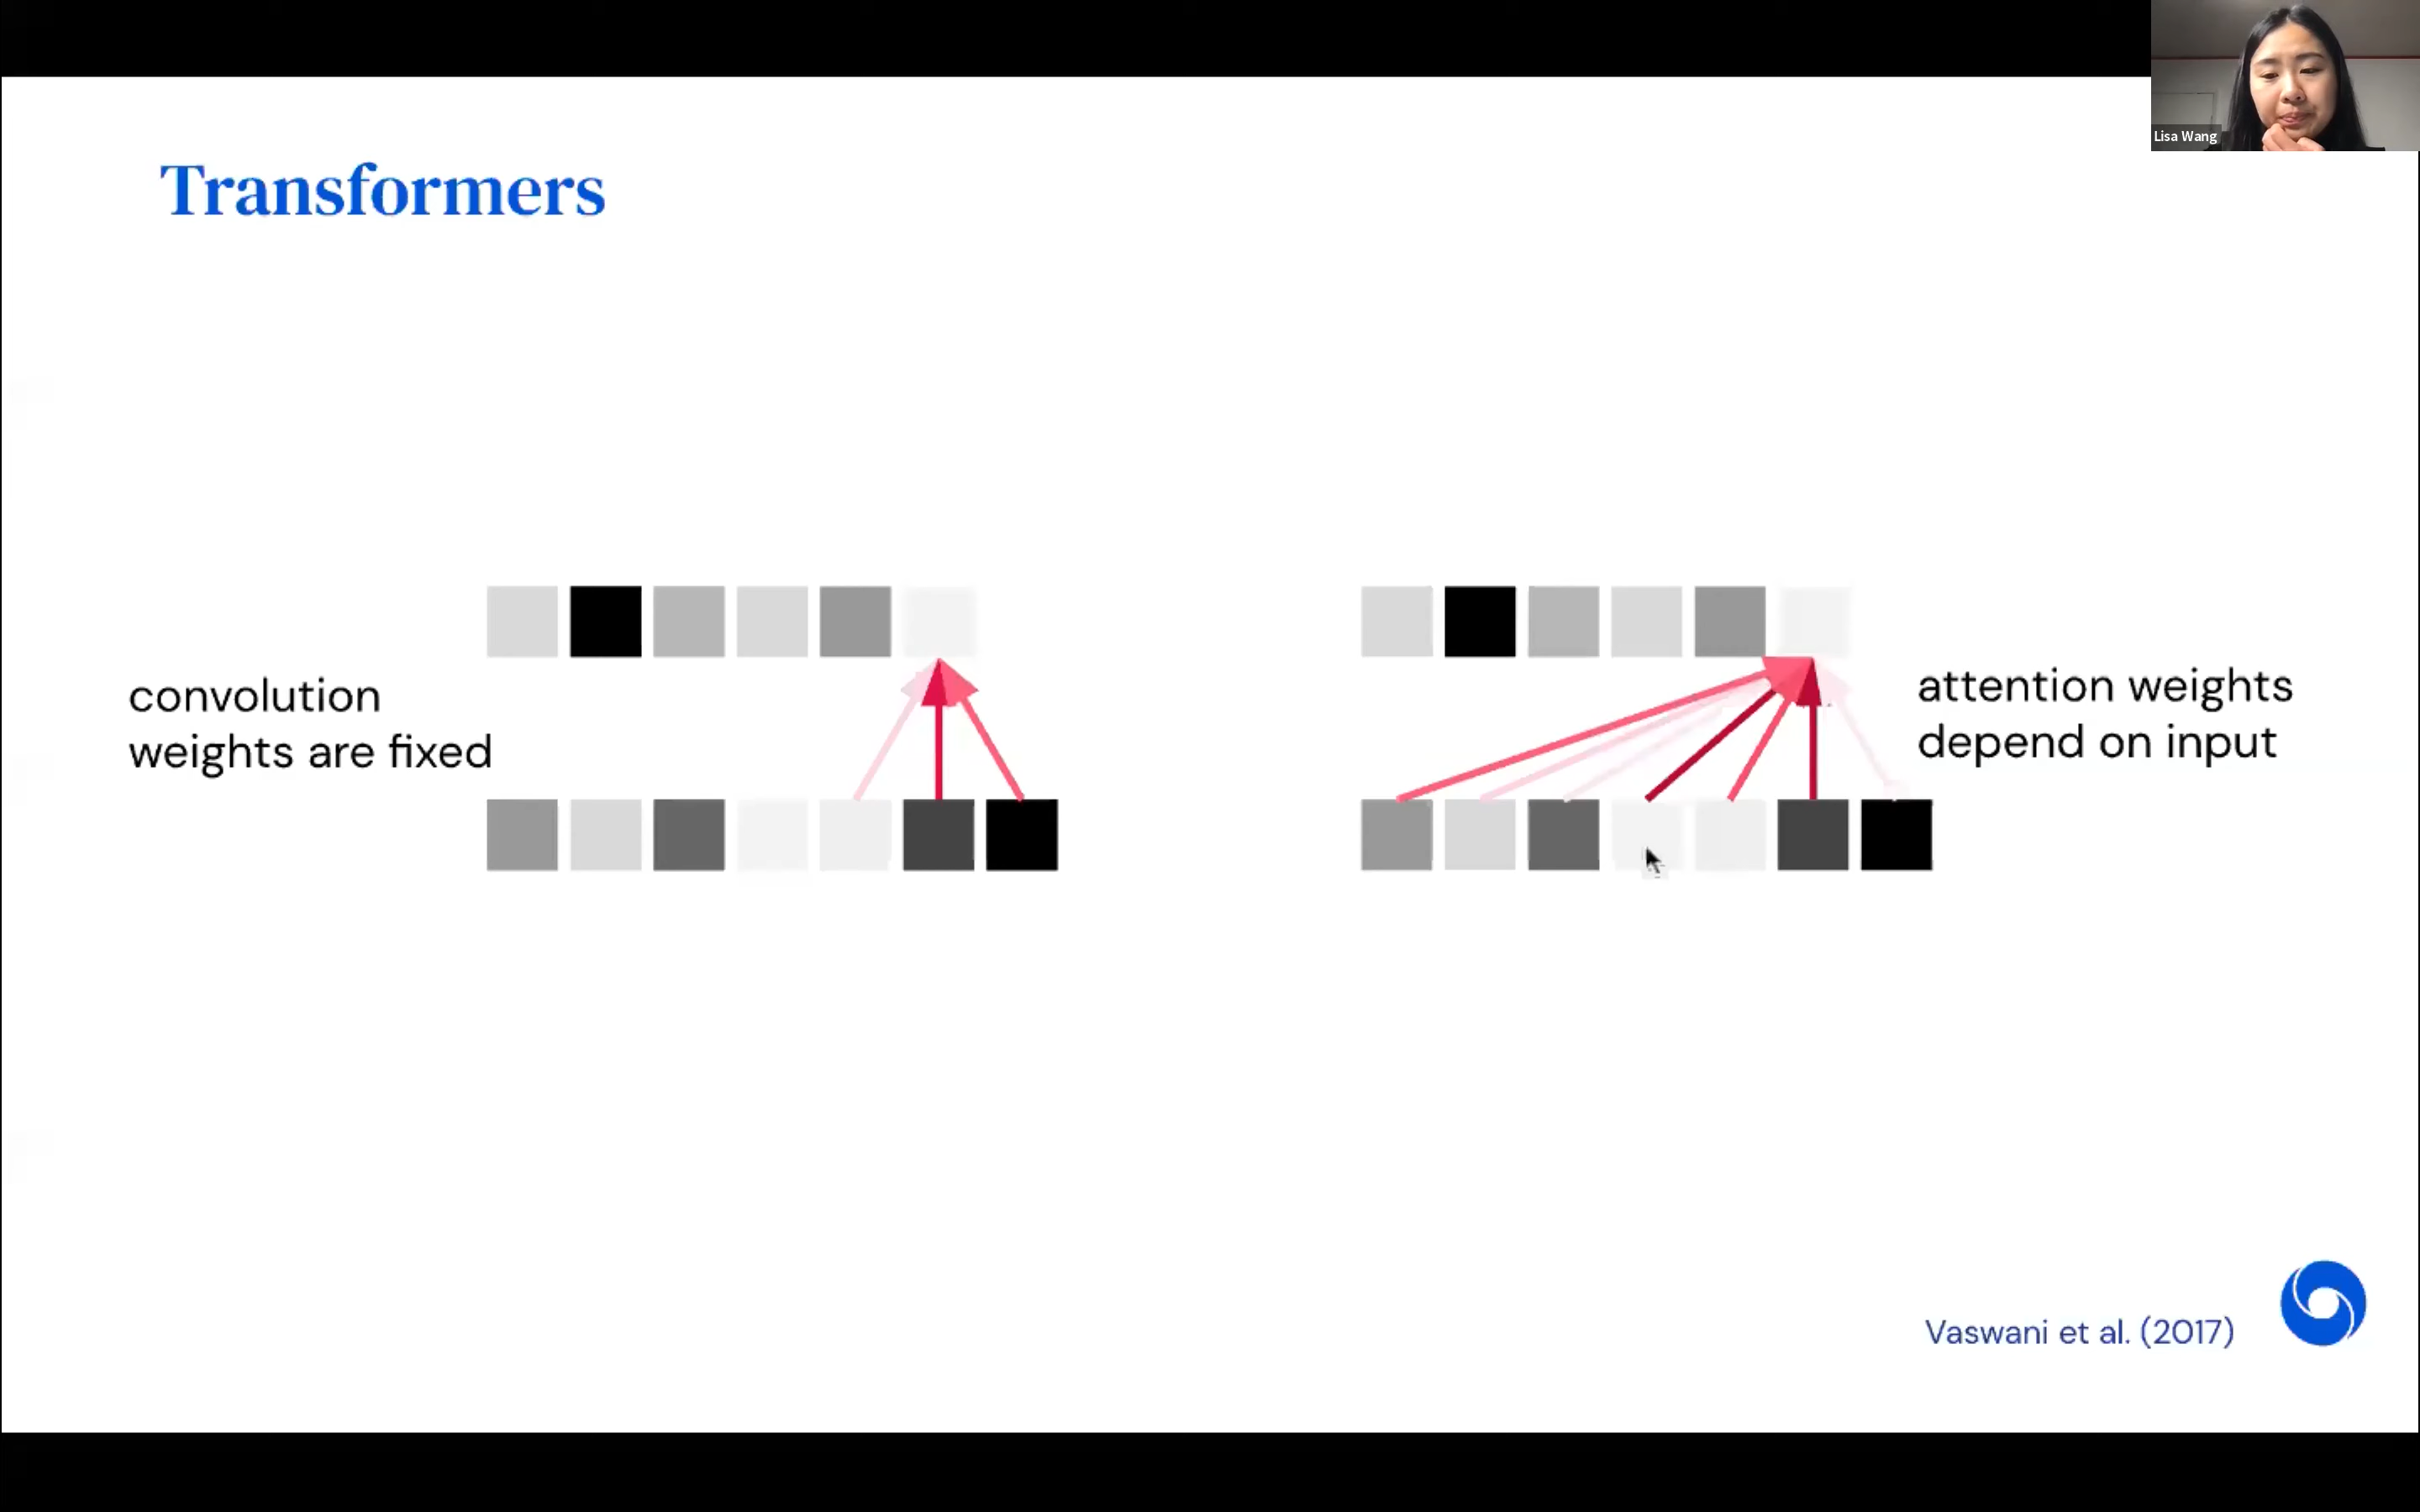 Lisa Wang
Transformers
convolution
weights are fixed
attention weights
depend on input
Vaswani et al. (2017)